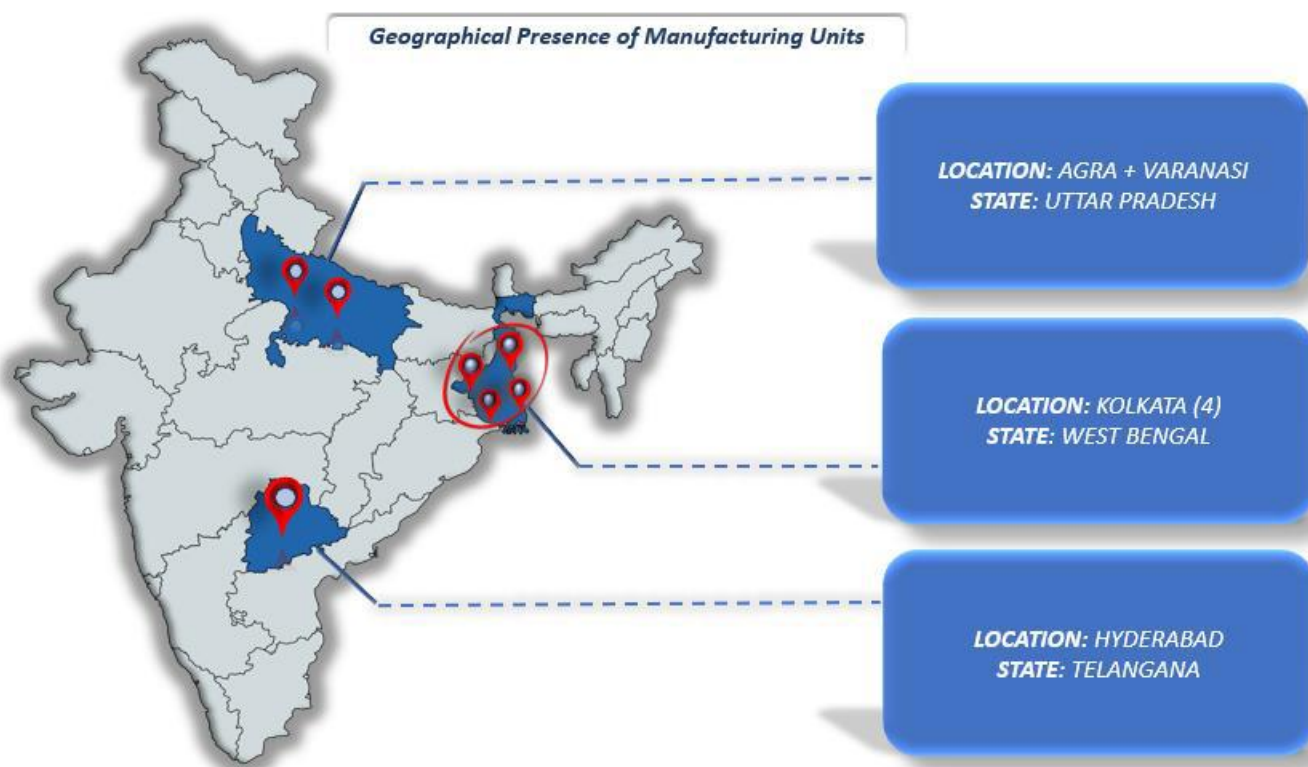 Geographical Presence of Manufacturing Units
LOCATION: AGRA + VARANASI
STATE: UTTAR PRADESH
LOCATION: KOLKATA (4)
STATE: WEST BENGAL
LOCATION: HYDERABAD
STATE: TELANGANA